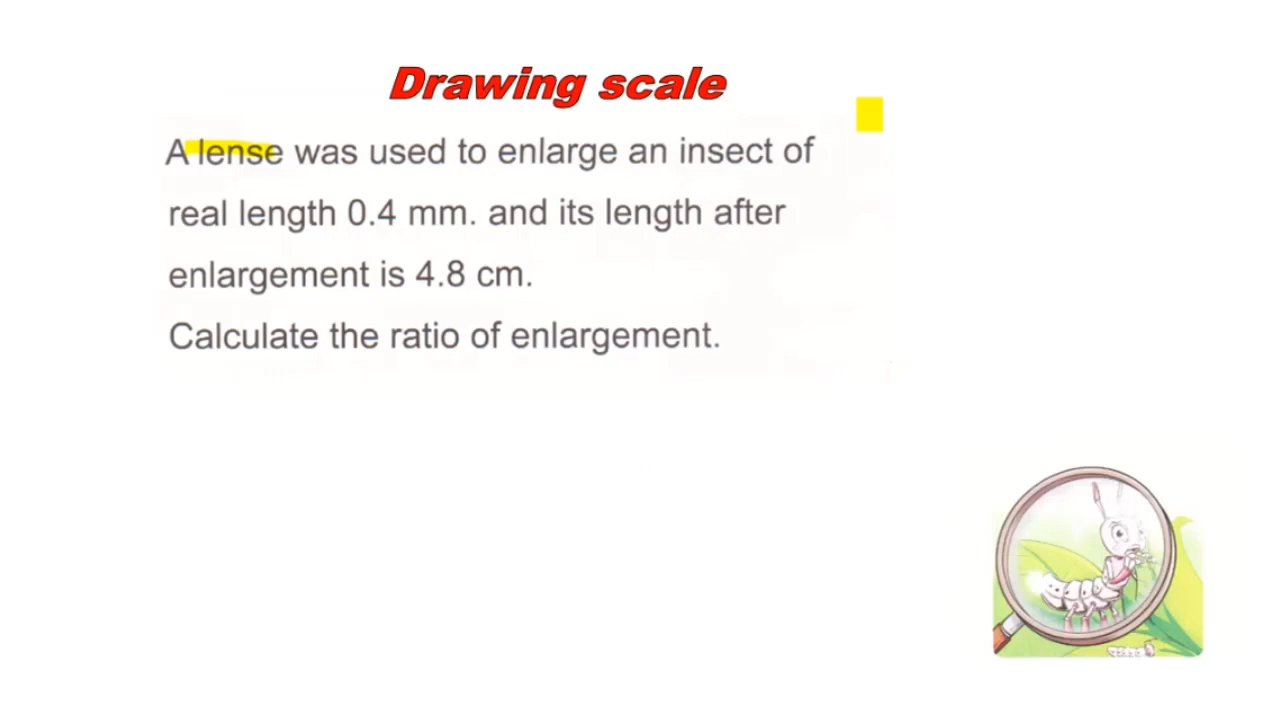 Drawing scale
A lense was used to enlarge an insect of
real length 0.4 mm. and its length after
enlargement is 4.8 cm.
Calculate the ratio of enlargement.